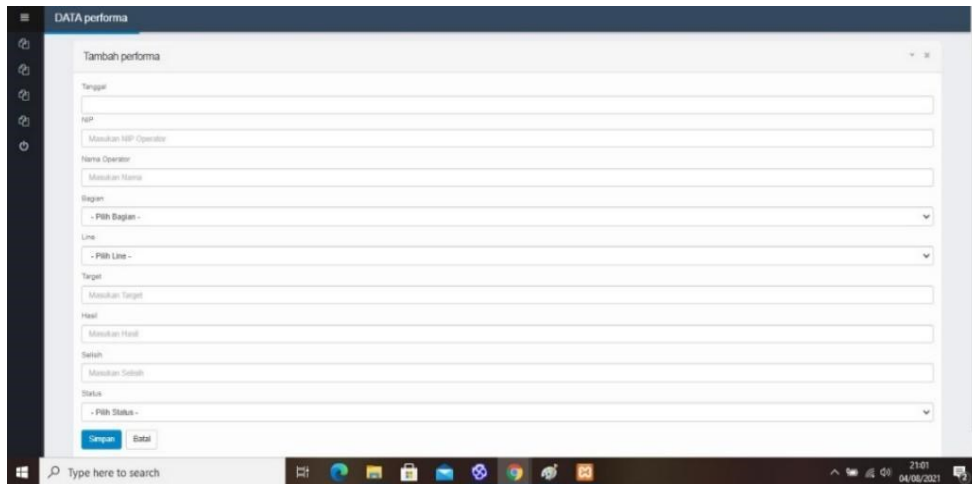 DATA performa
Tambah performa
Tanggal
NIP
Masukan NIP Operator
Nama Operator
Masukan Nama
Bagian
- Pilih Bagian -
Line
- Pilih Line -
Target
Masukan Target
Hasil
Masukan Hasil
Selisih
Masukan Selisih
Status
- Pilih Status -
Simpan Batal
Type here to search
21:01
04/08/2021